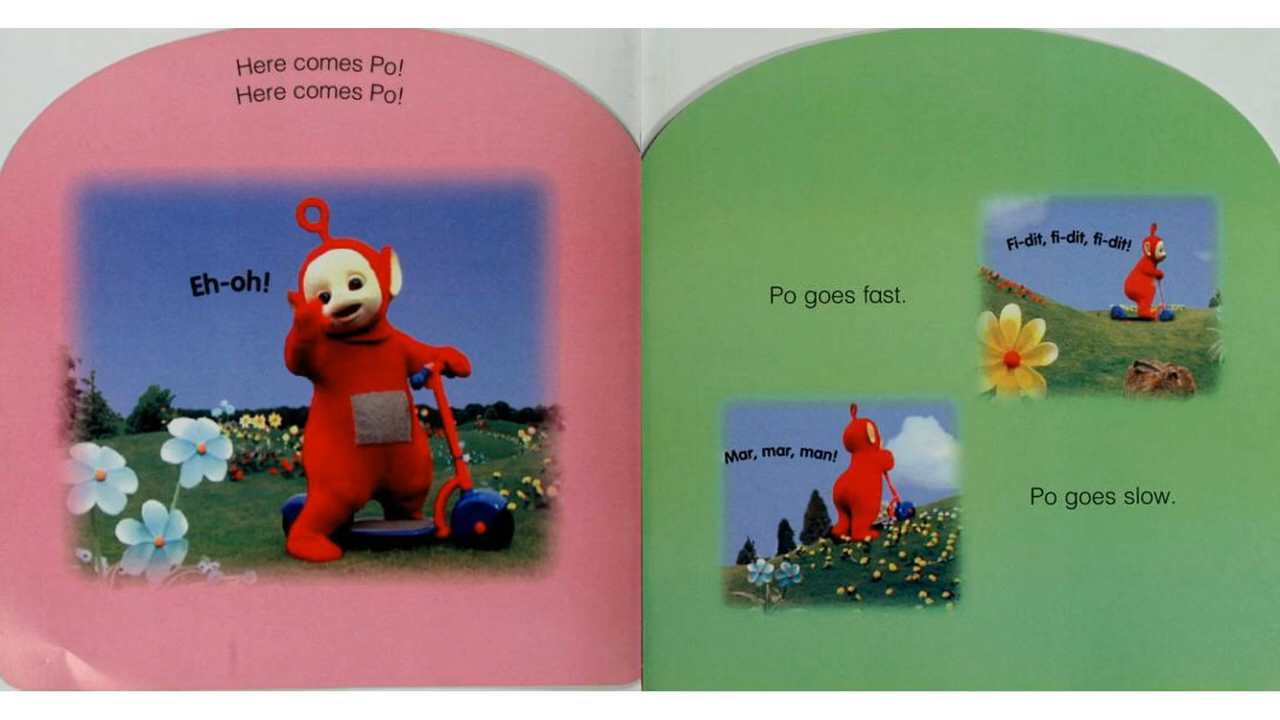 Here comes Po!
Here comes Po!
Eh-oh!
Po goes fast.
Fi-dit, fi-dit, fi-dit!
Mar, mar, man!
Po goes slow.